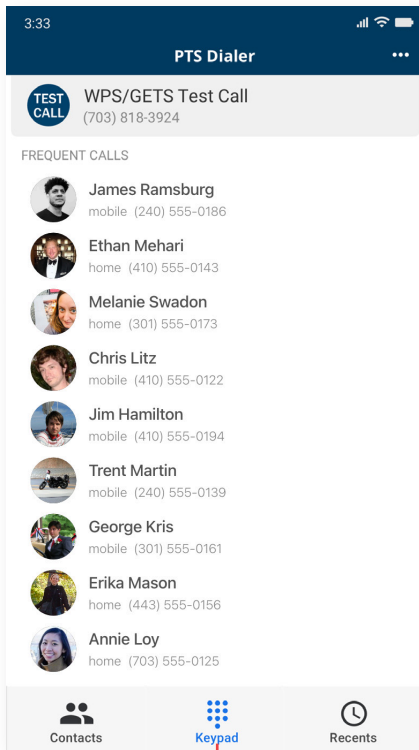 3:33
PTS Dialer
TEST
CALL
WPS/GETS Test Call
(703) 818-3924
FREQUENT CALLS
James Ramsburg
mobile (240) 555-0186
Ethan Mehari
home (410) 555-0143
Melanie Swadon
home (301) 555-0173
Chris Litz
mobile (410) 555-0122
Jim Hamilton
mobile (410) 555-0194
Trent Martin
mobile (240) 555-0139
George Kris
mobile (301) 555-0161
Erika Mason
home (443) 555-0156
Annie Loy
home (703) 555-0125
Contacts Keypad Recents